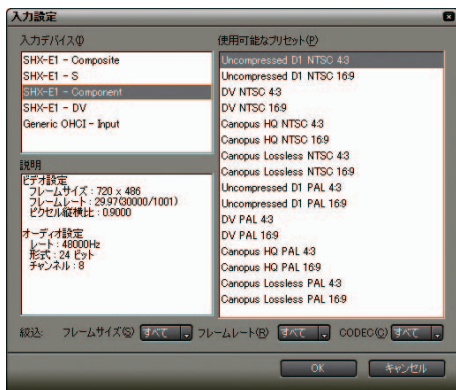 入力設定
入力デバイス(I)
SHX-E1 - Composite
SHX-E1 - S
SHX-E1 - Component
SHX-E1 - DV
Generic OHCI - Input
説明
ビデオ設定
フレームサイズ : 720 x 486
フレームレート : 29.97(30000/1001)
ピクセル縦横比 : 0.9000
オーディオ設定
レート : 48000Hz
形式 : 24 ビット
チャンネル : 8
使用可能なプリセット(P)
Uncompressed D1 NTSC 4:3
Uncompressed D1 NTSC 16:9
DV NTSC 4:3
DV NTSC 16:9
Canopus HQ NTSC 4:3
Canopus HQ NTSC 16:9
Canopus Lossless NTSC 4:3
Canopus Lossless NTSC 16:9
Uncompressed D1 PAL 4:3
Uncompressed D1 PAL 16:9
DV PAL 4:3
DV PAL 16:9
Canopus HQ PAL 4:3
Canopus HQ PAL 16:9
Canopus Lossless PAL 4:3
Canopus Lossless PAL 16:9
絞込: フレームサイズ(S) すべて フレームレート(R) すべて CODEC(C) すべて
OK キャンセル